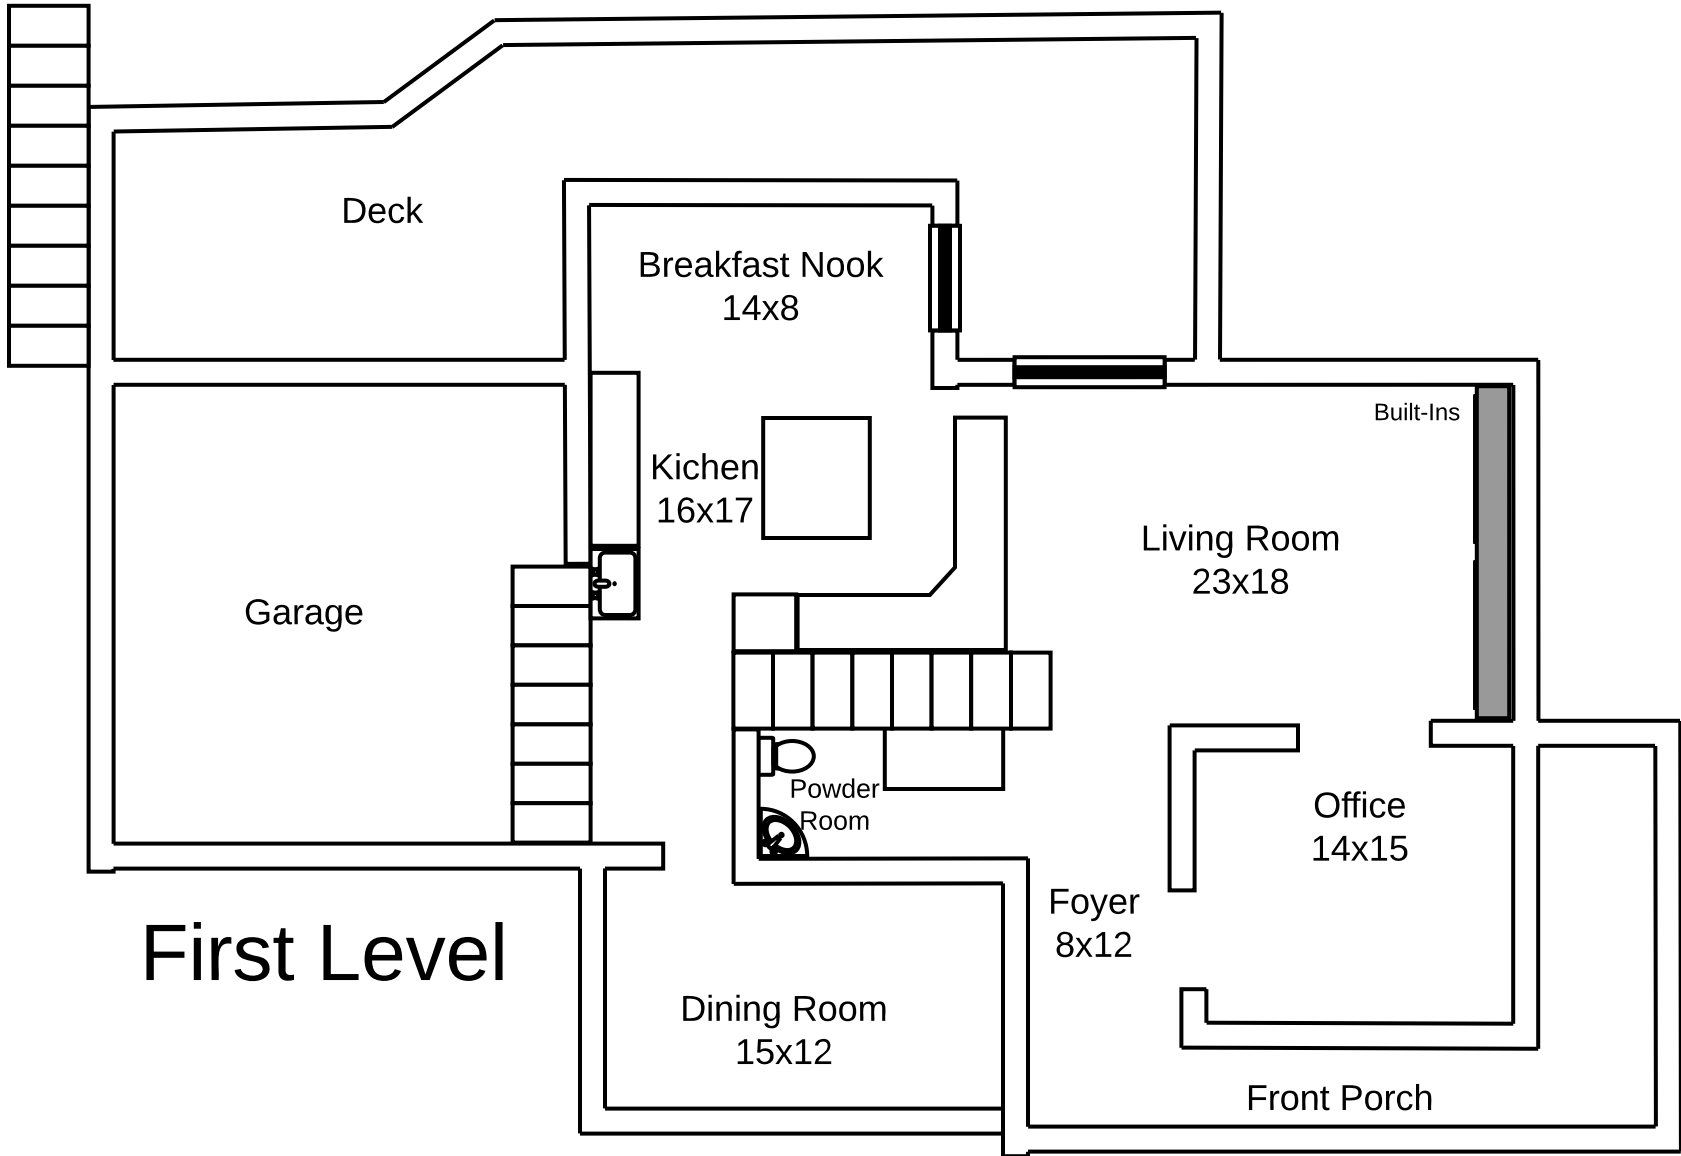 Deck
Breakfast Nook
14x8
Built-Ins
Kichen
16x17
Living Room
23x18
Garage
Powder
Room
Office
14x15
Foyer
8x12
First Level
Dining Room
15x12
Front Porch